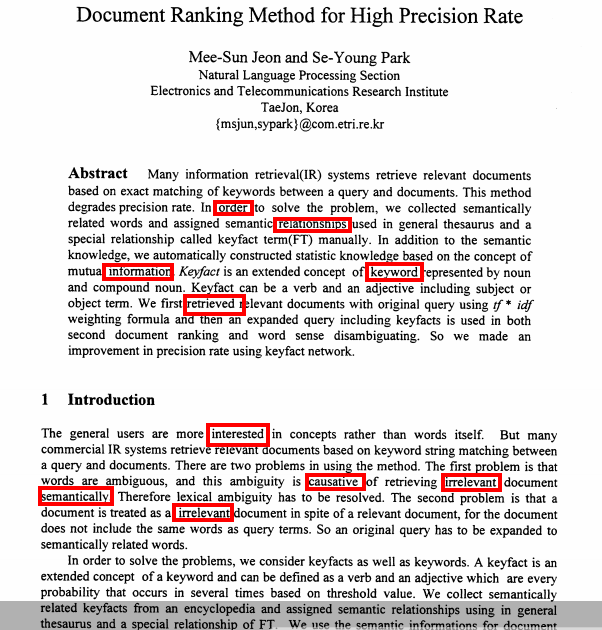 Document Ranking Method for High Precision Rate
Mee-Sun Jeon and Se-Young Park
Natural Language Processing Section
Electronics and Telecommunications Research Institute
TaeJon, Korea
{msjun,sypark}@com.etri.re.kr
Abstract Many information retrieval(IR) systems retrieve relevant documents
based on exact matching of keywords between a query and documents. This method
degrades precision rate. In order to solve the problem, we collected semantically
related words and assigned semantic relationships used in general thesaurus and a
special relationship called keyfact term(FT) manually. In addition to the semantic
knowledge, we automatically constructed statistic knowledge based on the concept of
mutual information. Keyfact is an extended concept of keyword represented by noun
and compound noun. Keyfact can be a verb and an adjective including subject or
object term. We first retrieved relevant documents with original query using tf * idf
weighting formula and then an expanded query including keyfacts is used in both
second document ranking and word sense disambiguating. So we made an
improvement in precision rate using keyfact network.
1 Introduction
The general users are more interested in concepts rather than words itself. But many
commercial IR systems retrieve relevant documents based on keyword string matching between
a query and documents. There are two problems in using the method. The first problem is that
words are ambiguous, and this ambiguity is causative of retrieving irrelevant document
semantically. Therefore lexical ambiguity has to be resolved. The second problem is that a
document is treated as a irrelevant document in spite of a relevant document, for the document
does not include the same words as query terms. So an original query has to be expanded to
semantically related words.
In order to solve the problems, we consider keyfacts as well as keywords. A keyfact is an
extended concept of a keyword and can be defined as a verb and an adjective which are every
probability that occurs in several times based on threshold value. We collect semantically
related keyfacts from an encyclopedia and assigned semantic relationships using in general
thesaurus and a special relationship of FT. We use the semantic informations for document